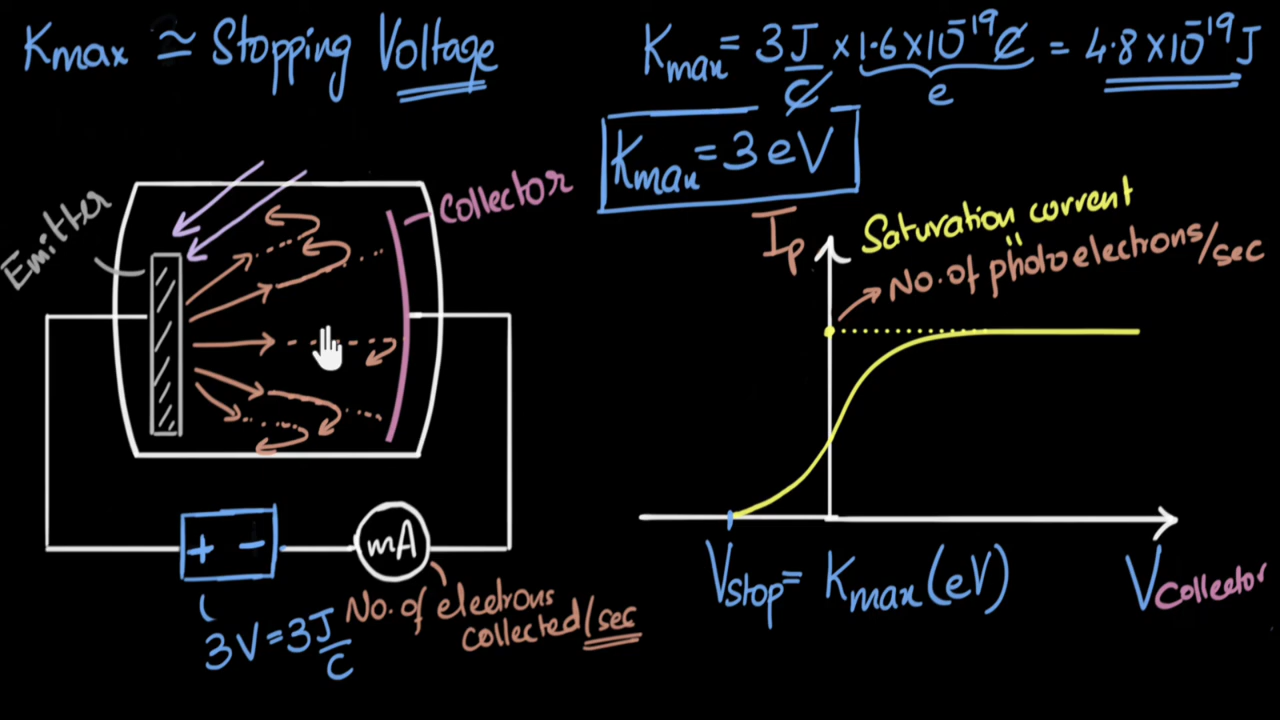 Kmax ≃ Stopping Voltage
Kmax = 3 J/C × 1.6 × 10⁻¹⁹ C = 4.8 × 10⁻¹⁹ J
e
Kmax = 3 eV
Emitter
Collector
Ip
Saturation current
"
No. of photoelectrons/sec
+ -
mA
3V = 3 J/C
No. of electrons
collected/sec
Vstop = Kmax (eV)
VCollector